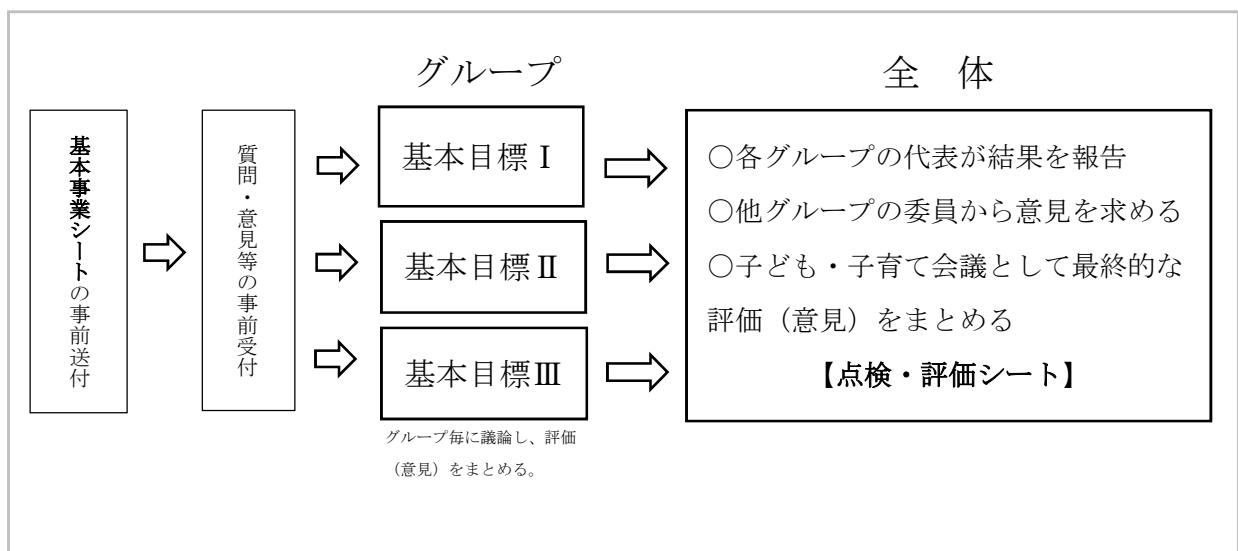 基本事業シートの事前送付
質問・意見等の事前受付
グループ
基本目標Ⅰ
基本目標Ⅱ
基本目標Ⅲ
グループ毎に議論し、評価
（意見）をまとめる。
全　体
○各グループの代表が結果を報告
○他グループの委員から意見を求める
○子ども・子育て会議として最終的な
評価（意見）をまとめる
【点検・評価シート】